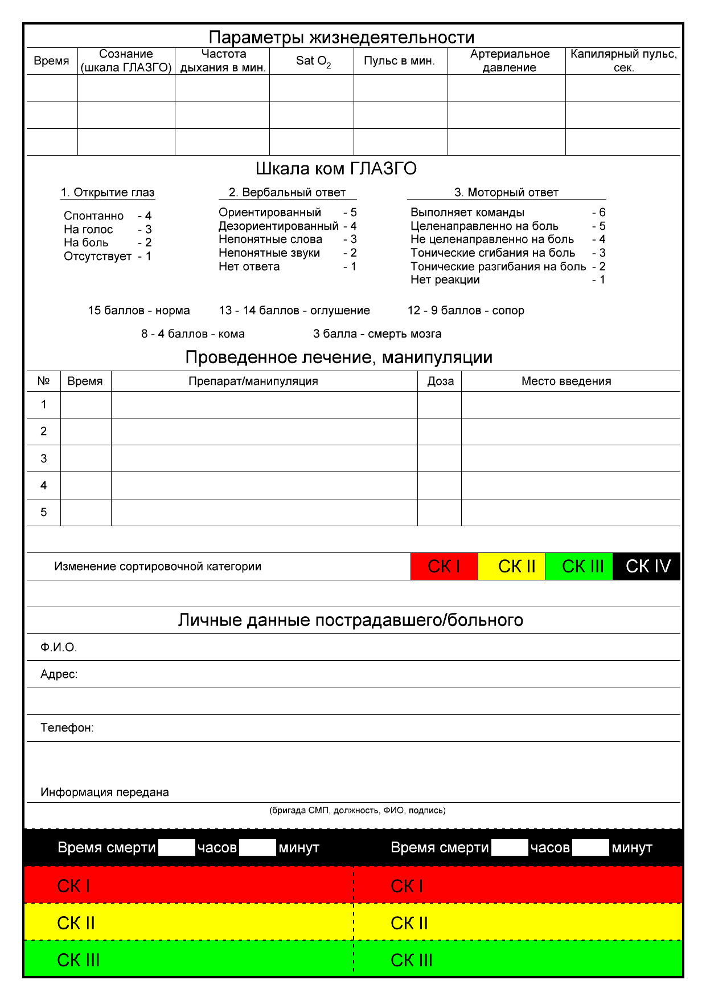 Параметры жизнедеятельности
Время
Сознание
(шкала ГЛАЗГО)
Частота
дыхания в мин.
Sat O2
Пульс в мин.
Артериальное
давление
Капилярный пульс,
сек.
Шкала ком ГЛАЗГО
1. Открытие глаз
Спонтанно - 4
На голос - 3
На боль - 2
Отсутствует - 1
2. Вербальный ответ
Ориентированный - 5
Дезориентированный - 4
Непонятные слова - 3
Непонятные звуки - 2
Нет ответа - 1
3. Моторный ответ
Выполняет команды - 6
Целенаправленно на боль - 5
Не целенаправленно на боль - 4
Тонические сгибания на боль - 3
Тонические разгибания на боль - 2
Нет реакции - 1
15 баллов - норма 13 - 14 баллов - оглушение 12 - 9 баллов - сопор
8 - 4 баллов - кома 3 балла - смерть мозга
Проведенное лечение, манипуляции
№ Время Препарат/манипуляция Доза Место введения
1
2
3
4
5
Изменение сортировочной категории СК I СК II СК III СК IV
Личные данные пострадавшего/больного
Ф.И.О.
Адрес:
Телефон:
Информация передана
(бригада СМП, должность, ФИО, подпись)
Время смерти часов минут Время смерти часов минут
СК I СК I
СК II СК II
СК III СК III